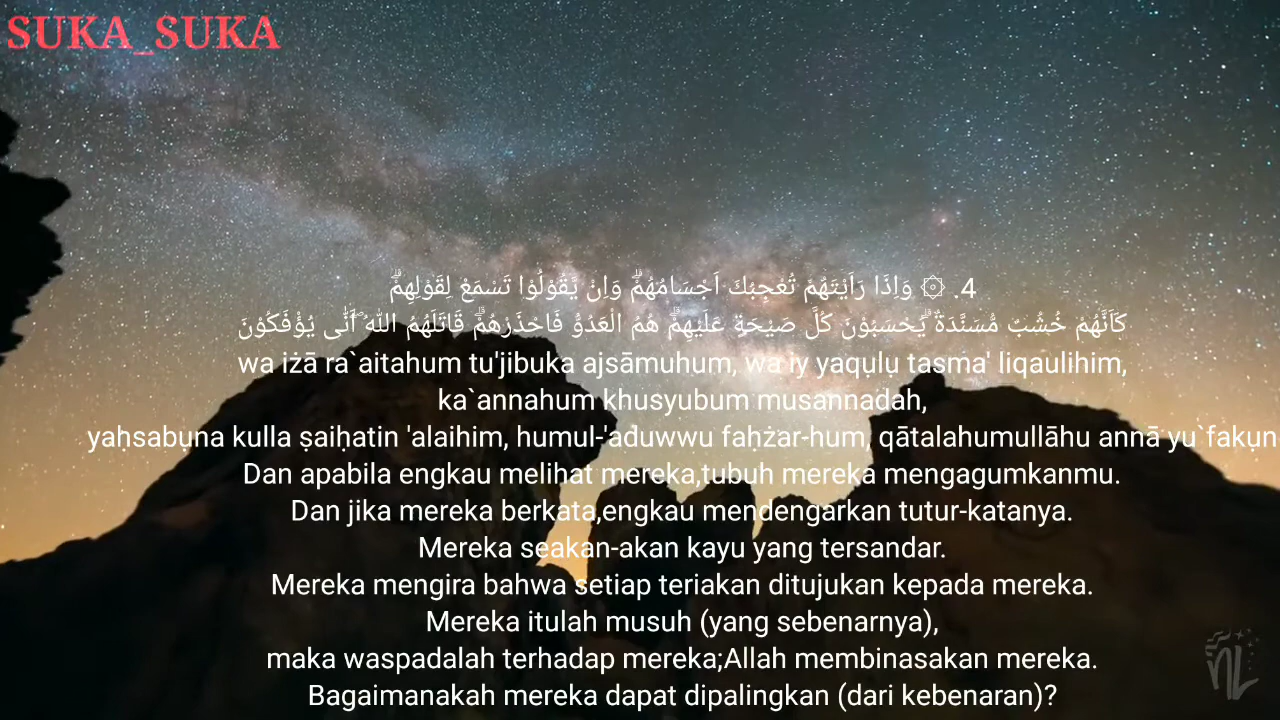 SUKA_SUKA
4. ۞ وَاِذَا رَاَيْتَهُمْ تُعْجِبُكَ اَجْسَامُهُمْۗ وَاِنْ يَّقُوْلُوْا تَسْمَعْ لِقَوْلِهِمْۗ
كَاَنَّهُمْ خُشُبٌ مُّسَنَّدَةٌ ۗيَحْسَبُوْنَ كُلَّ صَيْحَةٍ عَلَيْهِمْۗ هُمُ الْعَدُوُّ فَاحْذَرْهُمْۗ قَاتَلَهُمُ اللّٰهُ ۖاَنّٰى يُؤْفَكُوْنَ
wa iżā ra`aitahum tu'jibuka ajsāmuhum, wa iy yaqụlụ tasma' liqaulihim,
ka`annahum khusyubum musannadah,
yaḥsabụna kulla ṣaiḥatin 'alaihim, humul-'aduwwu faḥżar-hum, qātalahumullāhu annā yu`fakụn
Dan apabila engkau melihat mereka,tubuh mereka mengagumkanmu.
Dan jika mereka berkata,engkau mendengarkan tutur-katanya.
Mereka seakan-akan kayu yang tersandar.
Mereka mengira bahwa setiap teriakan ditujukan kepada mereka.
Mereka itulah musuh (yang sebenarnya),
maka waspadalah terhadap mereka;Allah membinasakan mereka.
Bagaimanakah mereka dapat dipalingkan (dari kebenaran)?
NL